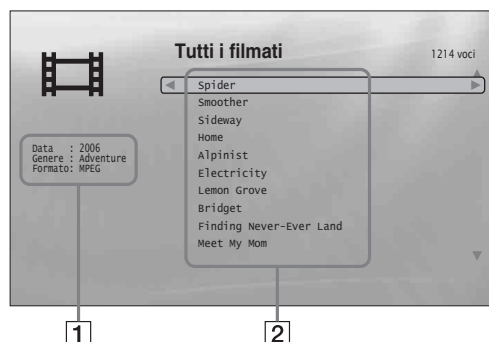 Tutti i filmati
1214 voci
Spider
Smoother
Sideway
Home
Alpinist
Electricity
Lemon Grove
Bridget
Finding Never-Ever Land
Meet My Mom
Data : 2006
Genere : Adventure
Formato: MPEG
1
2